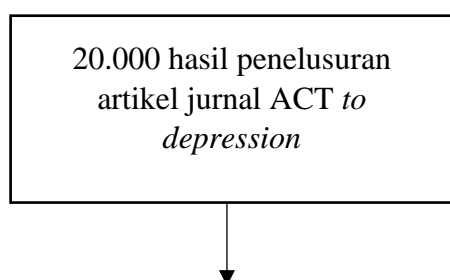 20.000 hasil penelusuran
artikel jurnal ACT to
depression